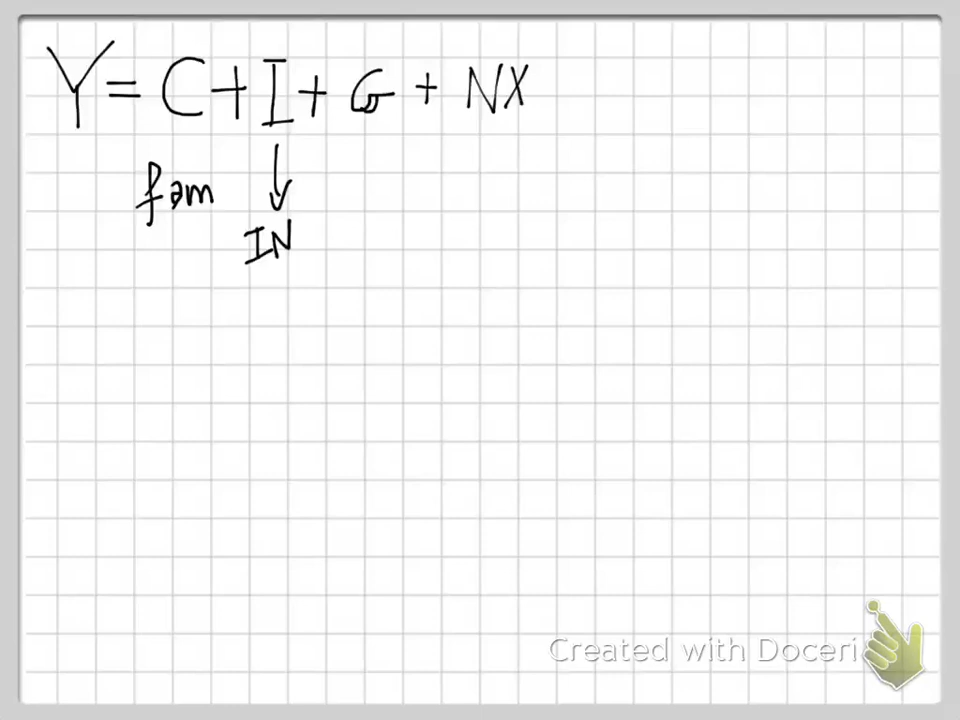 Y = C + I + G + NX
fam ↓
IN
Created with Doceri